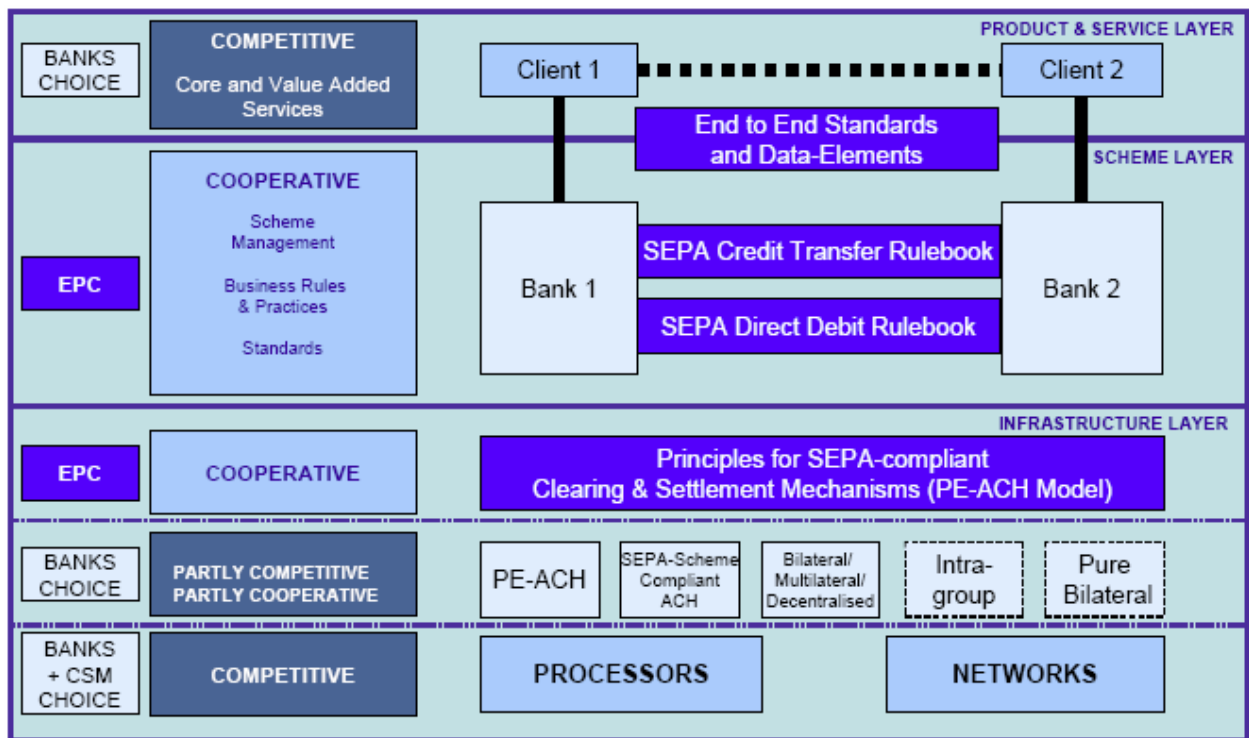 PRODUCT & SERVICE LAYER
BANKS
CHOICE
COMPETITIVE
Core and Value Added
Services
Client 1
Client 2
End to End Standards
and Data-Elements
SCHEME LAYER
EPC
COOPERATIVE
Scheme
Management
Business Rules
& Practices
Standards
Bank 1
SEPA Credit Transfer Rulebook
SEPA Direct Debit Rulebook
Bank 2
INFRASTRUCTURE LAYER
EPC
COOPERATIVE
Principles for SEPA-compliant
Clearing & Settlement Mechanisms (PE-ACH Model)
BANKS
CHOICE
PARTLY COMPETITIVE
PARTLY COOPERATIVE
PE-ACH
SEPA-Scheme
Compliant
ACH
Bilateral/
Multilateral/
Decentralised
Intra-
group
Pure
Bilateral
BANKS
+ CSM
CHOICE
COMPETITIVE
PROCESSORS
NETWORKS